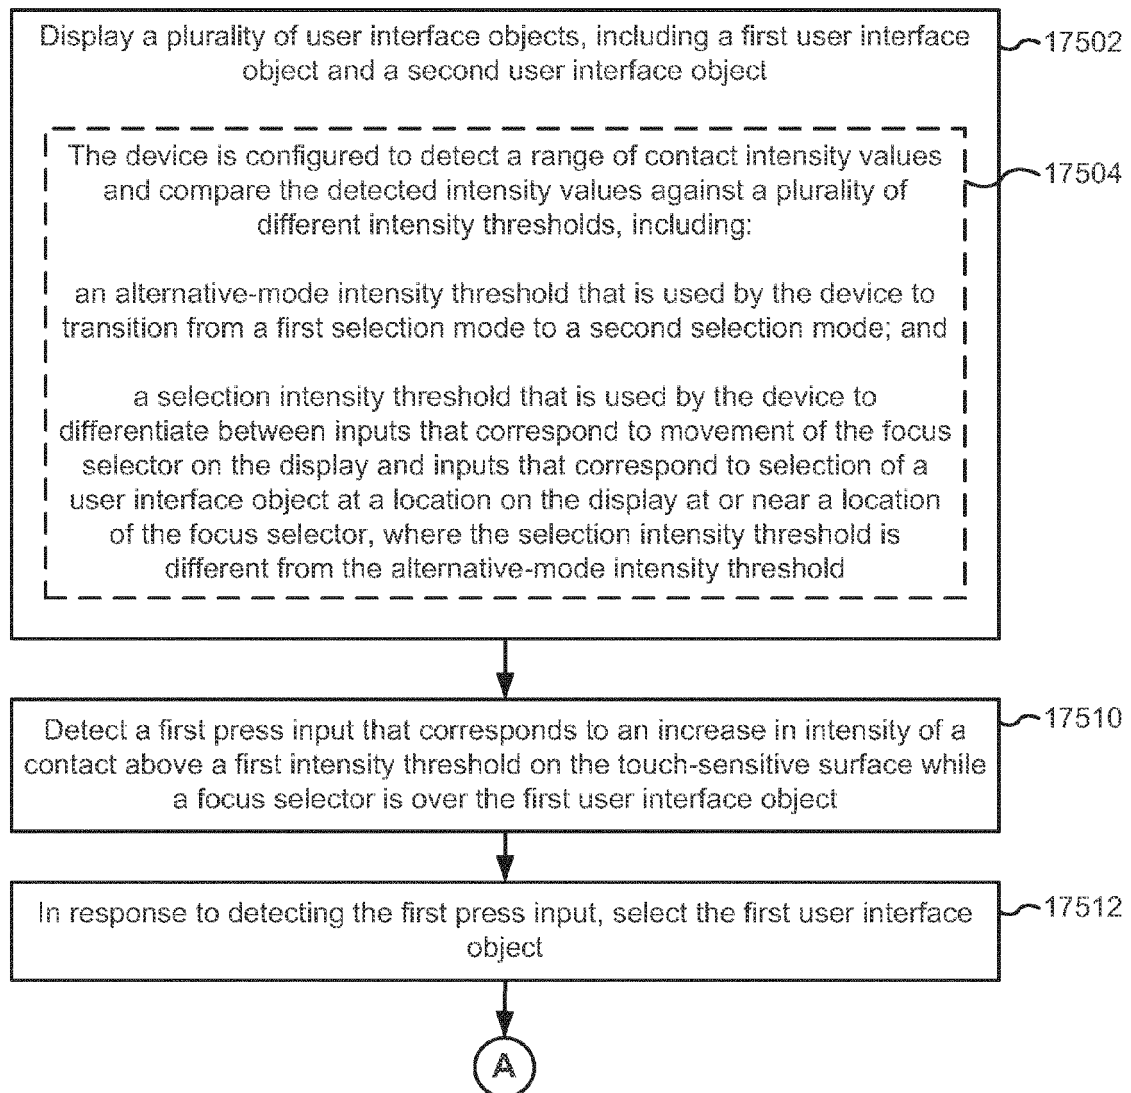 Display a plurality of user interface objects, including a first user interface
object and a second user interface object
17502
The device is configured to detect a range of contact intensity values
and compare the detected intensity values against a plurality of
different intensity thresholds, including:
17504
an alternative-mode intensity threshold that is used by the device to
transition from a first selection mode to a second selection mode; and
a selection intensity threshold that is used by the device to
differentiate between inputs that correspond to movement of the focus
selector on the display and inputs that correspond to selection of a
user interface object at a location on the display at or near a location
of the focus selector, where the selection intensity threshold is
different from the alternative-mode intensity threshold
Detect a first press input that corresponds to an increase in intensity of a
contact above a first intensity threshold on the touch-sensitive surface while
a focus selector is over the first user interface object
17510
In response to detecting the first press input, select the first user interface
object
17512
A